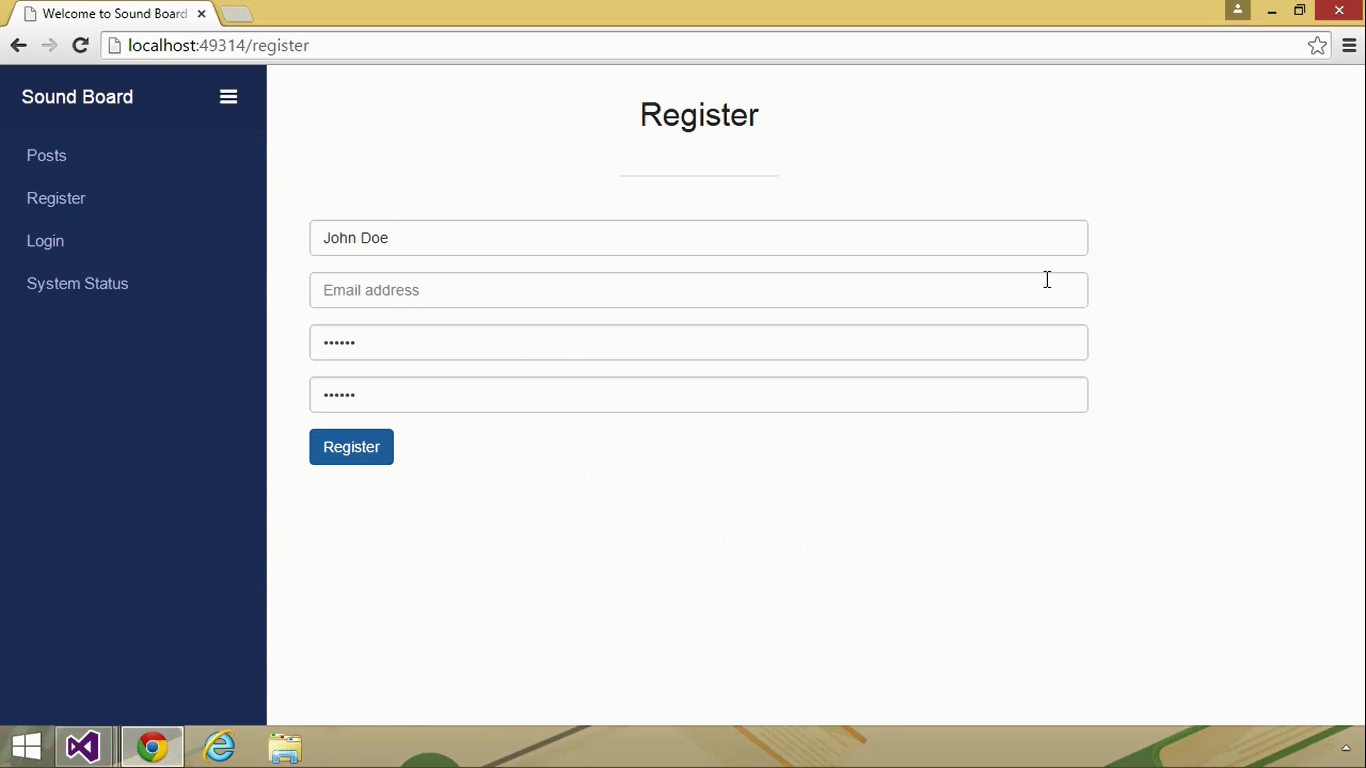 Welcome to Sound Board
localhost:49314/register
Sound Board
Posts
Register
Login
System Status
Register
John Doe
Email address
••••••
••••••
Register